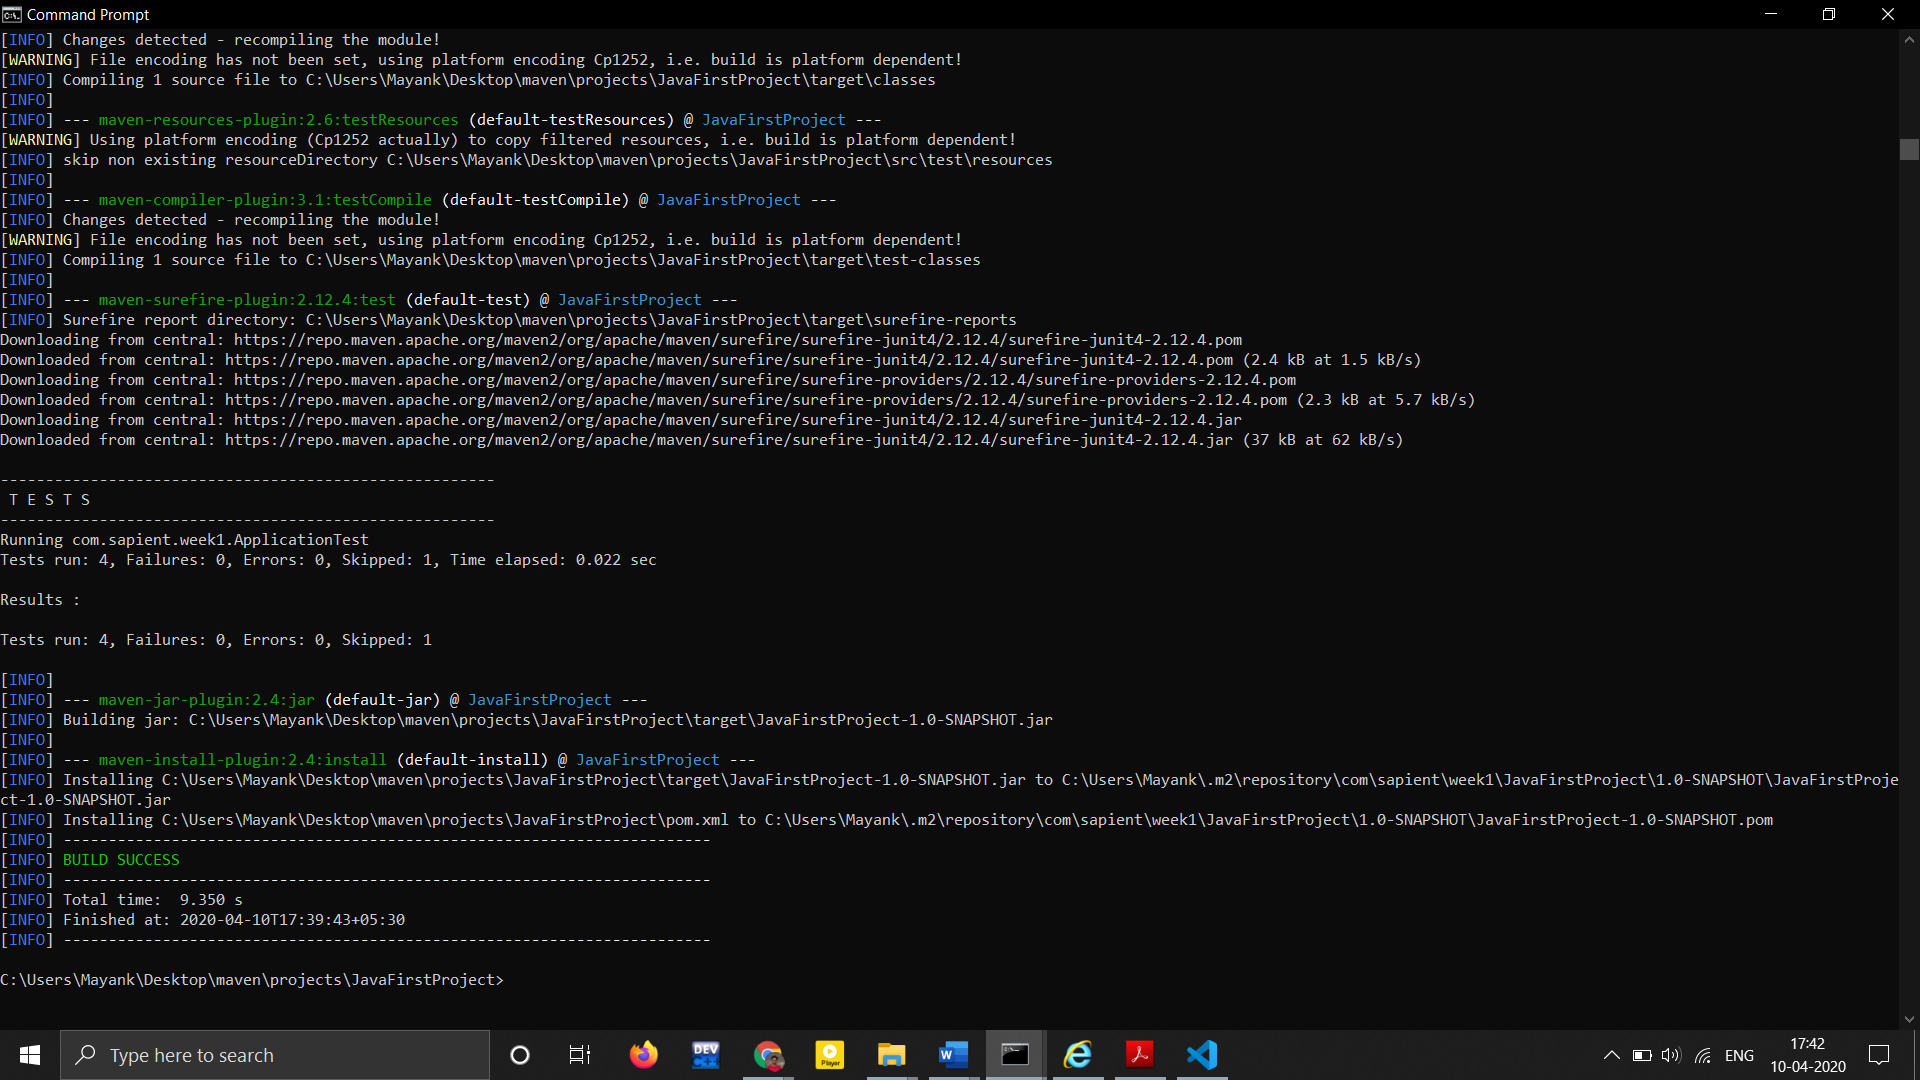 Command Prompt
[INFO] Changes detected - recompiling the module!
[WARNING] File encoding has not been set, using platform encoding Cp1252, i.e. build is platform dependent!
[INFO] Compiling 1 source file to C:\Users\Mayank\Desktop\maven\projects\JavaFirstProject\target\classes
[INFO]
[INFO] --- maven-resources-plugin:2.6:testResources (default-testResources) @ JavaFirstProject ---
[WARNING] Using platform encoding (Cp1252 actually) to copy filtered resources, i.e. build is platform dependent!
[INFO] skip non existing resourceDirectory C:\Users\Mayank\Desktop\maven\projects\JavaFirstProject\src\test\resources
[INFO]
[INFO] --- maven-compiler-plugin:3.1:testCompile (default-testCompile) @ JavaFirstProject ---
[INFO] Changes detected - recompiling the module!
[WARNING] File encoding has not been set, using platform encoding Cp1252, i.e. build is platform dependent!
[INFO] Compiling 1 source file to C:\Users\Mayank\Desktop\maven\projects\JavaFirstProject\target\test-classes
[INFO]
[INFO] --- maven-surefire-plugin:2.12.4:test (default-test) @ JavaFirstProject ---
[INFO] Surefire report directory: C:\Users\Mayank\Desktop\maven\projects\JavaFirstProject\target\surefire-reports
Downloading from central: https://repo.maven.apache.org/maven2/org/apache/maven/surefire/surefire-junit4/2.12.4/surefire-junit4-2.12.4.pom
Downloaded from central: https://repo.maven.apache.org/maven2/org/apache/maven/surefire/surefire-junit4/2.12.4/surefire-junit4-2.12.4.pom (2.4 kB at 1.5 kB/s)
Downloading from central: https://repo.maven.apache.org/maven2/org/apache/maven/surefire/surefire-providers/2.12.4/surefire-providers-2.12.4.pom
Downloaded from central: https://repo.maven.apache.org/maven2/org/apache/maven/surefire/surefire-providers/2.12.4/surefire-providers-2.12.4.pom (2.3 kB at 5.7 kB/s)
Downloading from central: https://repo.maven.apache.org/maven2/org/apache/maven/surefire/surefire-junit4/2.12.4/surefire-junit4-2.12.4.jar
Downloaded from central: https://repo.maven.apache.org/maven2/org/apache/maven/surefire/surefire-junit4/2.12.4/surefire-junit4-2.12.4.jar (37 kB at 62 kB/s)
-------------------------------------------------------
 T E S T S
-------------------------------------------------------
Running com.sapient.week1.ApplicationTest
Tests run: 4, Failures: 0, Errors: 0, Skipped: 1, Time elapsed: 0.022 sec
Results :
Tests run: 4, Failures: 0, Errors: 0, Skipped: 1
[INFO]
[INFO] --- maven-jar-plugin:2.4:jar (default-jar) @ JavaFirstProject ---
[INFO] Building jar: C:\Users\Mayank\Desktop\maven\projects\JavaFirstProject\target\JavaFirstProject-1.0-SNAPSHOT.jar
[INFO]
[INFO] --- maven-install-plugin:2.4:install (default-install) @ JavaFirstProject ---
[INFO] Installing C:\Users\Mayank\Desktop\maven\projects\JavaFirstProject\target\JavaFirstProject-1.0-SNAPSHOT.jar to C:\Users\Mayank\.m2\repository\com\sapient\week1\JavaFirstProject\1.0-SNAPSHOT\JavaFirstProje
ct-1.0-SNAPSHOT.jar
[INFO] Installing C:\Users\Mayank\Desktop\maven\projects\JavaFirstProject\pom.xml to C:\Users\Mayank\.m2\repository\com\sapient\week1\JavaFirstProject\1.0-SNAPSHOT\JavaFirstProject-1.0-SNAPSHOT.pom
[INFO] ------------------------------------------------------------------------
[INFO] BUILD SUCCESS
[INFO] ------------------------------------------------------------------------
[INFO] Total time:  9.350 s
[INFO] Finished at: 2020-04-10T17:39:43+05:30
[INFO] ------------------------------------------------------------------------
C:\Users\Mayank\Desktop\maven\projects\JavaFirstProject>
Type here to search
DEV C++
Player
ENG
17:42
10-04-2020